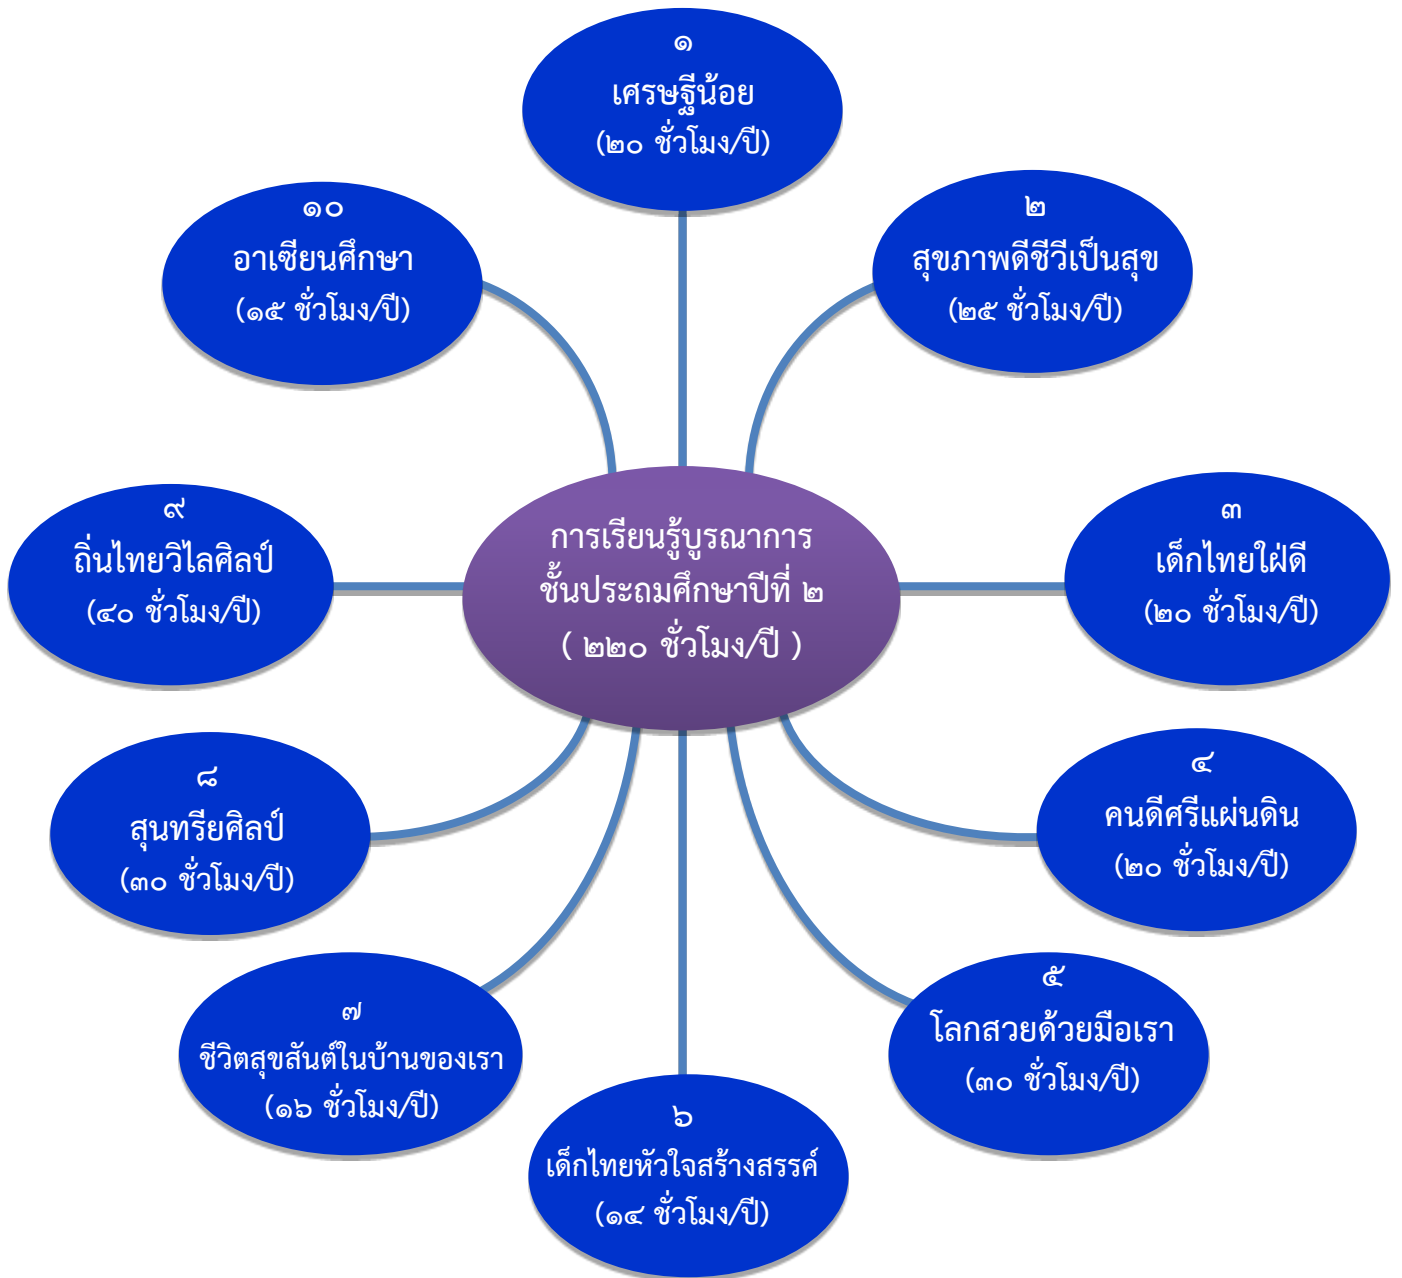 การเรียนรู้บูรณาการ
ชั้นประถมศึกษาปีที่ ๒
( ๒๒๐ ชั่วโมง/ปี )
๑
เศรษฐีน้อย
(๒๐ ชั่วโมง/ปี)
๒
สุขภาพดีชีวีเป็นสุข
(๒๕ ชั่วโมง/ปี)
๓
เด็กไทยใฝ่ดี
(๒๐ ชั่วโมง/ปี)
๔
คนดีศรีแผ่นดิน
(๒๐ ชั่วโมง/ปี)
๕
โลกสวยด้วยมือเรา
(๓๐ ชั่วโมง/ปี)
๖
เด็กไทยหัวใจสร้างสรรค์
(๑๔ ชั่วโมง/ปี)
๗
ชีวิตสุขสันต์ในบ้านของเรา
(๑๖ ชั่วโมง/ปี)
๘
สุนทรียศิลป์
(๓๐ ชั่วโมง/ปี)
๙
ถิ่นไทยวิไลศิลป์
(๔๐ ชั่วโมง/ปี)
๑๐
อาเซียนศึกษา
(๑๕ ชั่วโมง/ปี)